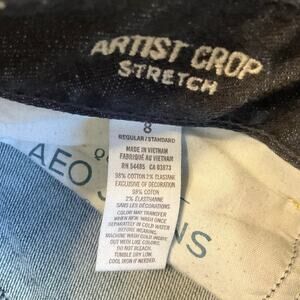 ARTIST CROP
STRETCH
8
REGULAR/STANDARD
MADE IN VIETNAM
FABRIQUÉ AU VIETNAM
RN 54485 CA 03873
98% COTTON 2% ELASTANE
EXCLUSIVE OF DECORATION
98% COTON
2% ÉLASTHANNE
SANS LES DÉCORATIONS
COLOR MAY TRANSFER
WHEN NEW. WASH ONCE
SEPARATELY IN COLD WATER
BEFORE WEARING.
MACHINE WASH COLD INSIDE
OUT WITH LIKE COLORS.
DO NOT BLEACH.
TUMBLE DRY LOW.
COOL IRON IF NEEDED.
AEO
NS